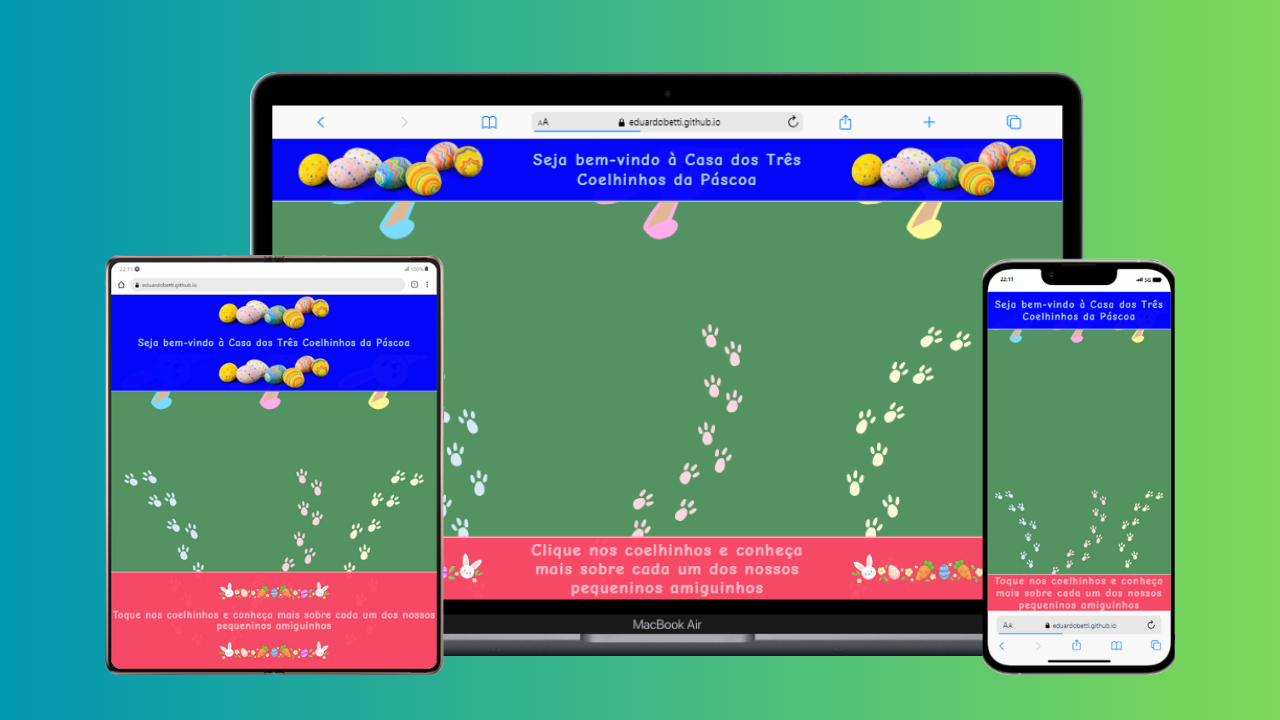 AA eduardobetti.github.io
Seja bem-vindo à Casa dos Três
Coelhinhos da Páscoa
Clique nos coelhinhos e conheça
mais sobre cada um dos nossos
pequeninos amiguinhos
MacBook Air
22:11 100%
eduardobetti.github.io
Seja bem-vindo à Casa dos Três Coelhinhos da Páscoa
Toque nos coelhinhos e conheça mais sobre cada um dos nossos
pequeninos amiguinhos
22:11 5G
Seja bem-vindo à Casa dos Três
Coelhinhos da Páscoa
Toque nos coelhinhos e conheça
mais sobre cada um dos nossos
pequeninos amiguinhos
AA eduardobetti.github.io